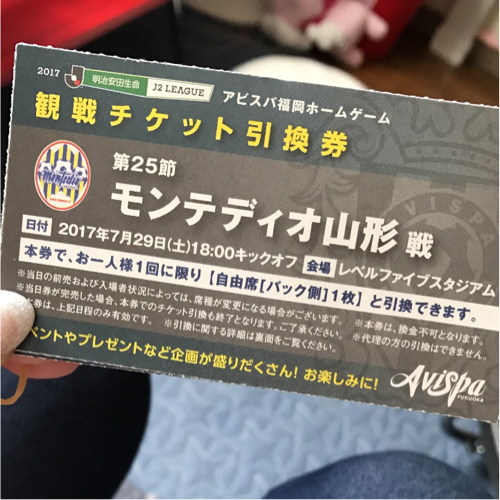 2017 明治安田生命 J2 LEAGUE アビスパ福岡ホームゲーム
観戦チケット引換券
第25節
モンテディオ山形 戦
日付 2017年7月29日(土)18:00キックオフ 会場 レベルファイブスタジアム
本券で、お一人様1回に限り【自由席[バック側]1枚】と引換できます。
※当日の前売および入場者状況によっては、席種が変更になる場合がございます。 ※本券は、換金不可となります。
※当日券が完売した場合、本券でのチケット引換も終了となります。ご了承ください。 ※代理の方の引換はできません。
本券は、上記日程のみ有効です。 ※引換に関する詳細は裏面をご覧ください。
ベントやプレゼントなど企画が盛りだくさん! お楽しみに!
Avispa
FUKUOKA